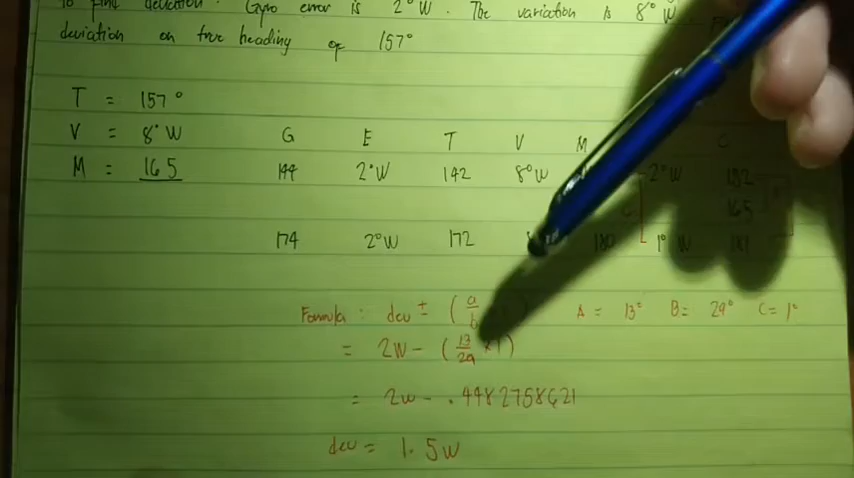 To find deviation. Gyro error is 2°W. The variation is 8°W.
deviation on true heading of 157°
T = 157°
V = 8°W
M = 165
G E T V M C
144 2°W 142 8°W 2°W 152
165
174 2°W 172 180 1°W 181
Formula : dev ± (a/b
A = 13° B = 29° C = 1°
= 2W - (13/29 × 1)
= 2W - .4482758621
dev = 1.5W